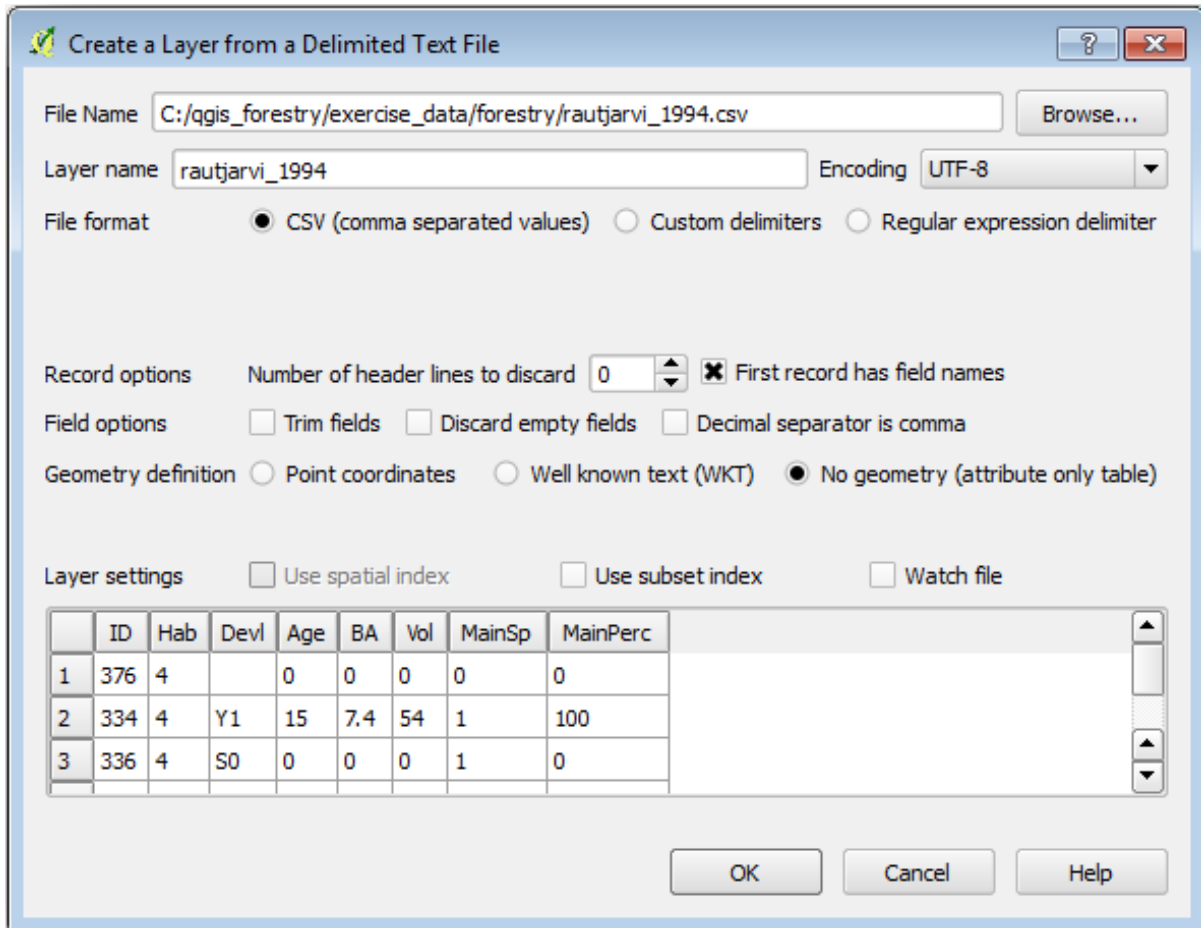 Create a Layer from a Delimited Text File
File Name C:/qgis_forestry/exercise_data/forestry/rautjarvi_1994.csv Browse...
Layer name rautjarvi_1994 Encoding UTF-8
File format CSV (comma separated values) Custom delimiters Regular expression delimiter
Record options Number of header lines to discard 0 First record has field names
Field options Trim fields Discard empty fields Decimal separator is comma
Geometry definition Point coordinates Well known text (WKT) No geometry (attribute only table)
Layer settings Use spatial index Use subset index Watch file
ID Hab Devl Age BA Vol MainSp MainPerc
1 376 4 0 0 0 0 0
2 334 4 Y1 15 7.4 54 1 100
3 336 4 S0 0 0 0 1 0
OK Cancel Help